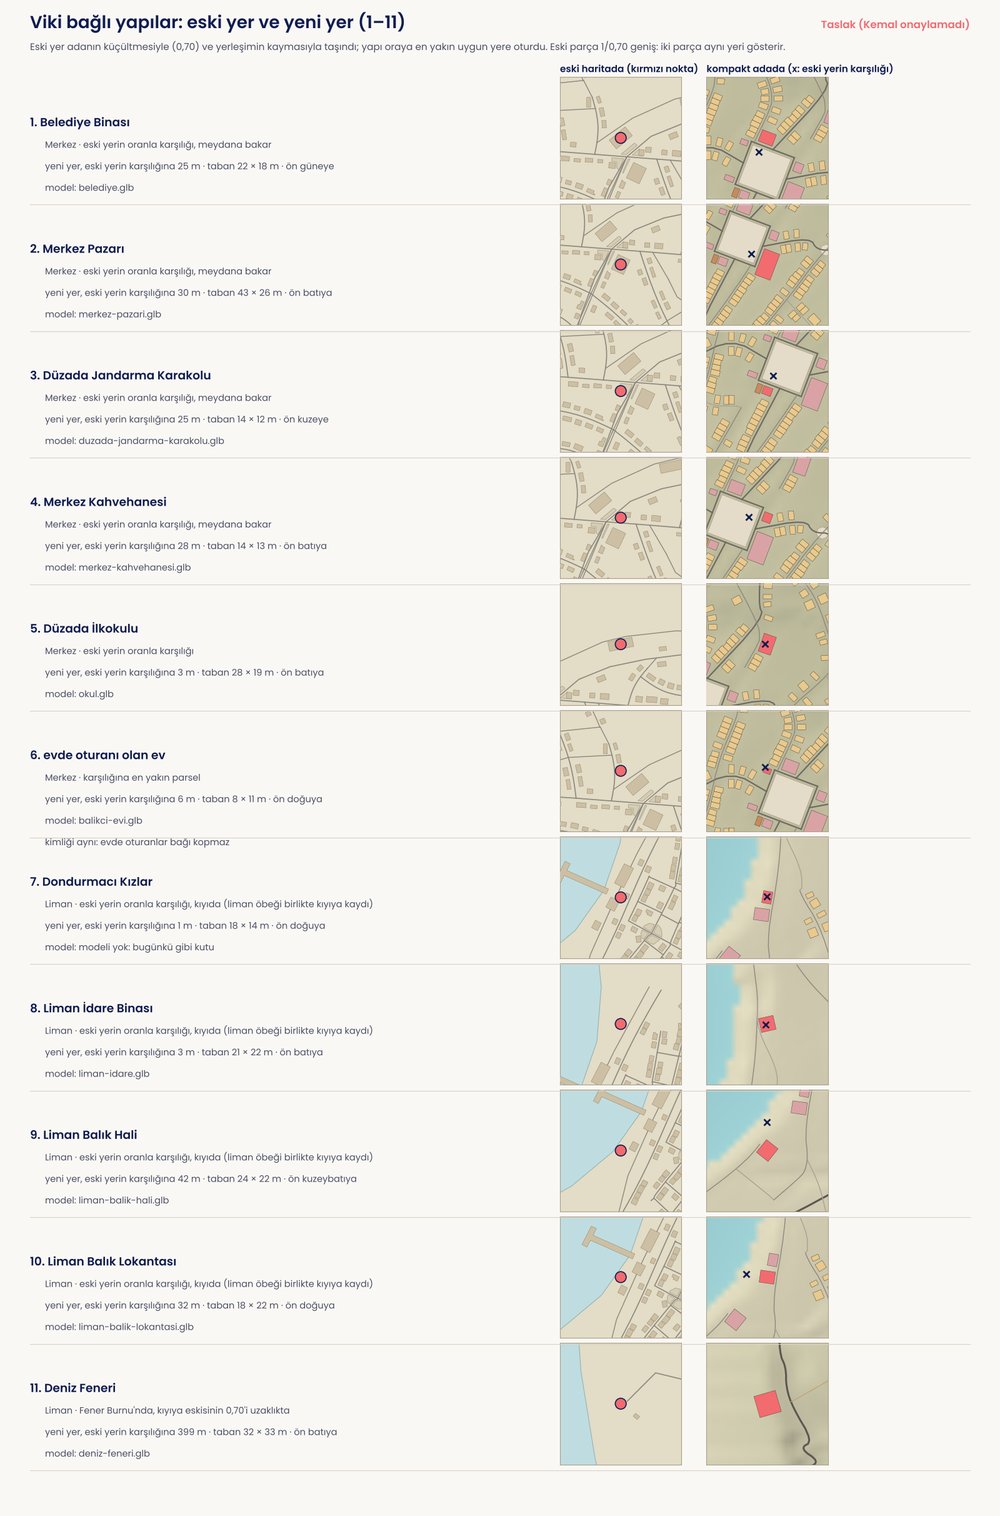 Viki bağlı yapılar: eski yer ve yeni yer (1–11)
Taslak (Kemal onaylamadı)
Eski yer adanın küçültmesiyle (0,70) ve yerleşimin kaymasıyla taşındı; yapı oraya en yakın uygun yere oturdu. Eski parça 1/0,70 geniş: iki parça aynı yeri gösterir.
eski haritada (kırmızı nokta)
kompakt adada (x: eski yerin karşılığı)
1. Belediye Binası
Merkez · eski yerin oranla karşılığı, meydana bakar
yeni yer, eski yerin karşılığına 25 m · taban 22 × 18 m · ön güneye
model: belediye.glb
2. Merkez Pazarı
Merkez · eski yerin oranla karşılığı, meydana bakar
yeni yer, eski yerin karşılığına 30 m · taban 43 × 26 m · ön batıya
model: merkez-pazari.glb
3. Düzada Jandarma Karakolu
Merkez · eski yerin oranla karşılığı, meydana bakar
yeni yer, eski yerin karşılığına 25 m · taban 14 × 12 m · ön kuzeye
model: duzada-jandarma-karakolu.glb
4. Merkez Kahvehanesi
Merkez · eski yerin oranla karşılığı, meydana bakar
yeni yer, eski yerin karşılığına 28 m · taban 14 × 13 m · ön batıya
model: merkez-kahvehanesi.glb
5. Düzada İlkokulu
Merkez · eski yerin oranla karşılığı
yeni yer, eski yerin karşılığına 3 m · taban 28 × 19 m · ön batıya
model: okul.glb
6. evde oturanı olan ev
Merkez · karşılığına en yakın parsel
yeni yer, eski yerin karşılığına 6 m · taban 8 × 11 m · ön doğuya
model: balikci-evi.glb
kimliği aynı: evde oturanlar bağı kopmaz
7. Dondurmacı Kızlar
Liman · eski yerin oranla karşılığı, kıyıda (liman öbeği birlikte kıyıya kaydı)
yeni yer, eski yerin karşılığına 1 m · taban 18 × 14 m · ön doğuya
model: modeli yok: bugünkü gibi kutu
8. Liman İdare Binası
Liman · eski yerin oranla karşılığı, kıyıda (liman öbeği birlikte kıyıya kaydı)
yeni yer, eski yerin karşılığına 3 m · taban 21 × 22 m · ön batıya
model: liman-idare.glb
9. Liman Balık Hali
Liman · eski yerin oranla karşılığı, kıyıda (liman öbeği birlikte kıyıya kaydı)
yeni yer, eski yerin karşılığına 42 m · taban 24 × 22 m · ön kuzeybatıya
model: liman-balik-hali.glb
10. Liman Balık Lokantası
Liman · eski yerin oranla karşılığı, kıyıda (liman öbeği birlikte kıyıya kaydı)
yeni yer, eski yerin karşılığına 32 m · taban 18 × 22 m · ön doğuya
model: liman-balik-lokantasi.glb
11. Deniz Feneri
Liman · Fener Burnu'nda, kıyıya eskisinin 0,70'i uzaklıkta
yeni yer, eski yerin karşılığına 399 m · taban 32 × 33 m · ön batıya
model: deniz-feneri.glb